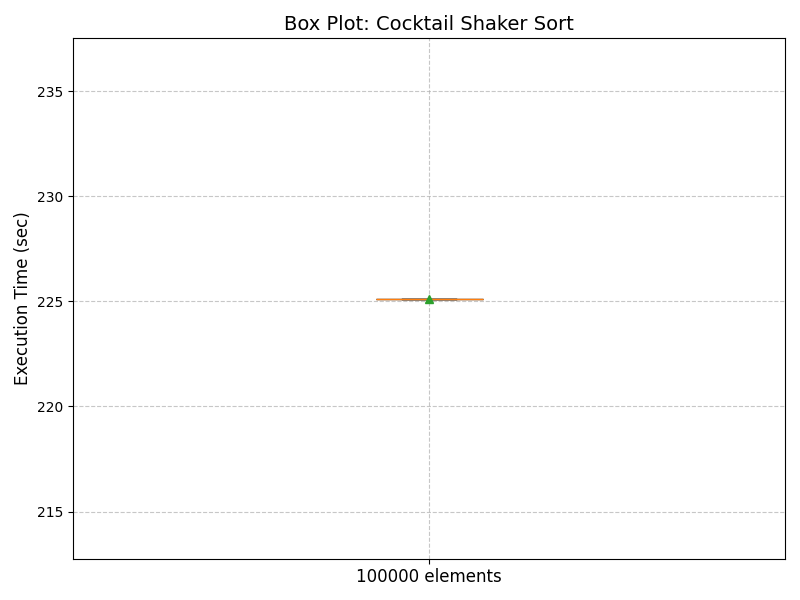 Box Plot: Cocktail Shaker Sort
Execution Time (sec)
235
230
225
220
215
100000 elements